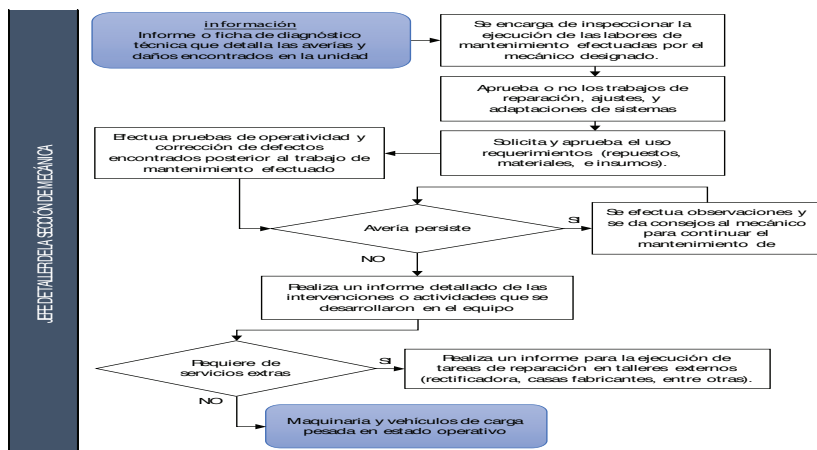 JEFE DE TALLER DE LA SECCIÓN DE MECÁNICA
información
Informe o ficha de diagnóstico
técnica que detalla las averías y
daños encontrados en la unidad
Se encarga de inspeccionar la
ejecución de las labores de
mantenimiento efectuadas por el
mecánico designado.
Aprueba o no los trabajos de
reparación, ajustes, y
adaptaciones de sistemas
Solicita y aprueba el uso
requerimientos (repuestos,
materiales, e insumos).
Efectua pruebas de operatividad y
corrección de defectos
encontrados posterior al trabajo de
mantenimiento efectuado
Avería persiste
SI
Se efectua observaciones y
se da consejos al mecánico
para continuar el
mantenimiento de
NO
Realiza un informe detallado de las
intervenciones o actividades que se
desarrollaron en el equipo
Requiere de
servicios extras
SI
Realiza un informe para la ejecución de
tareas de reparación en talleres externos
(rectificadora, casas fabricantes, entre otras).
NO
Maquinaria y vehículos de carga
pesada en estado operativo